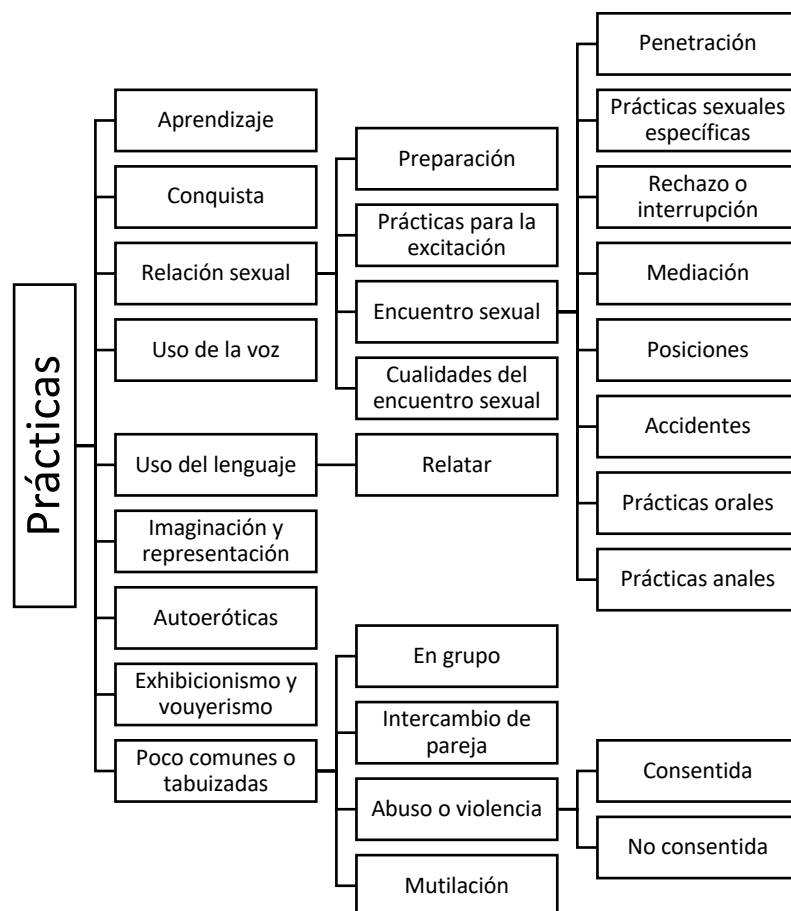 Prácticas
Aprendizaje
Conquista
Relación sexual
Uso de la voz
Uso del lenguaje
Imaginación y
representación
Autoeróticas
Exhibicionismo y
vouyerismo
Poco comunes o
tabuizadas
Preparación
Prácticas para la
excitación
Encuentro sexual
Cualidades del
encuentro sexual
Relatar
En grupo
Intercambio de
pareja
Abuso o violencia
Mutilación
Penetración
Prácticas sexuales
específicas
Rechazo o
interrupción
Mediación
Posiciones
Accidentes
Prácticas orales
Prácticas anales
Consentida
No consentida